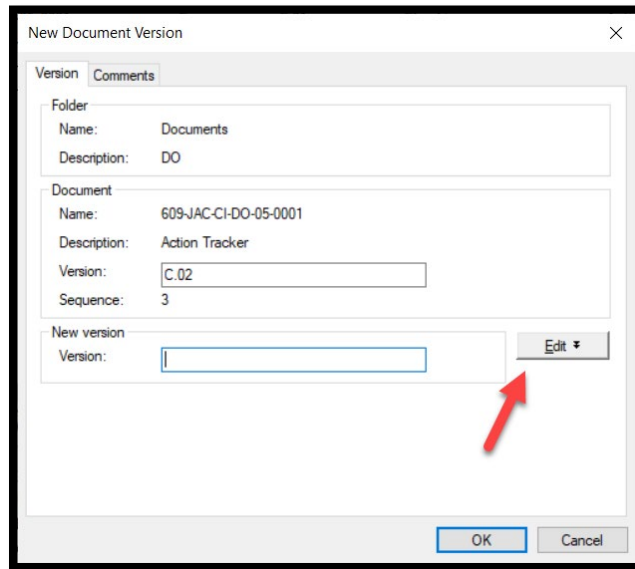 New Document Version
Version Comments
Folder
Name: Documents
Description: DO
Document
Name: 609-JAC-CI-DO-05-0001
Description: Action Tracker
Version: C.02
Sequence: 3
New version
Version:
Edit
OK Cancel